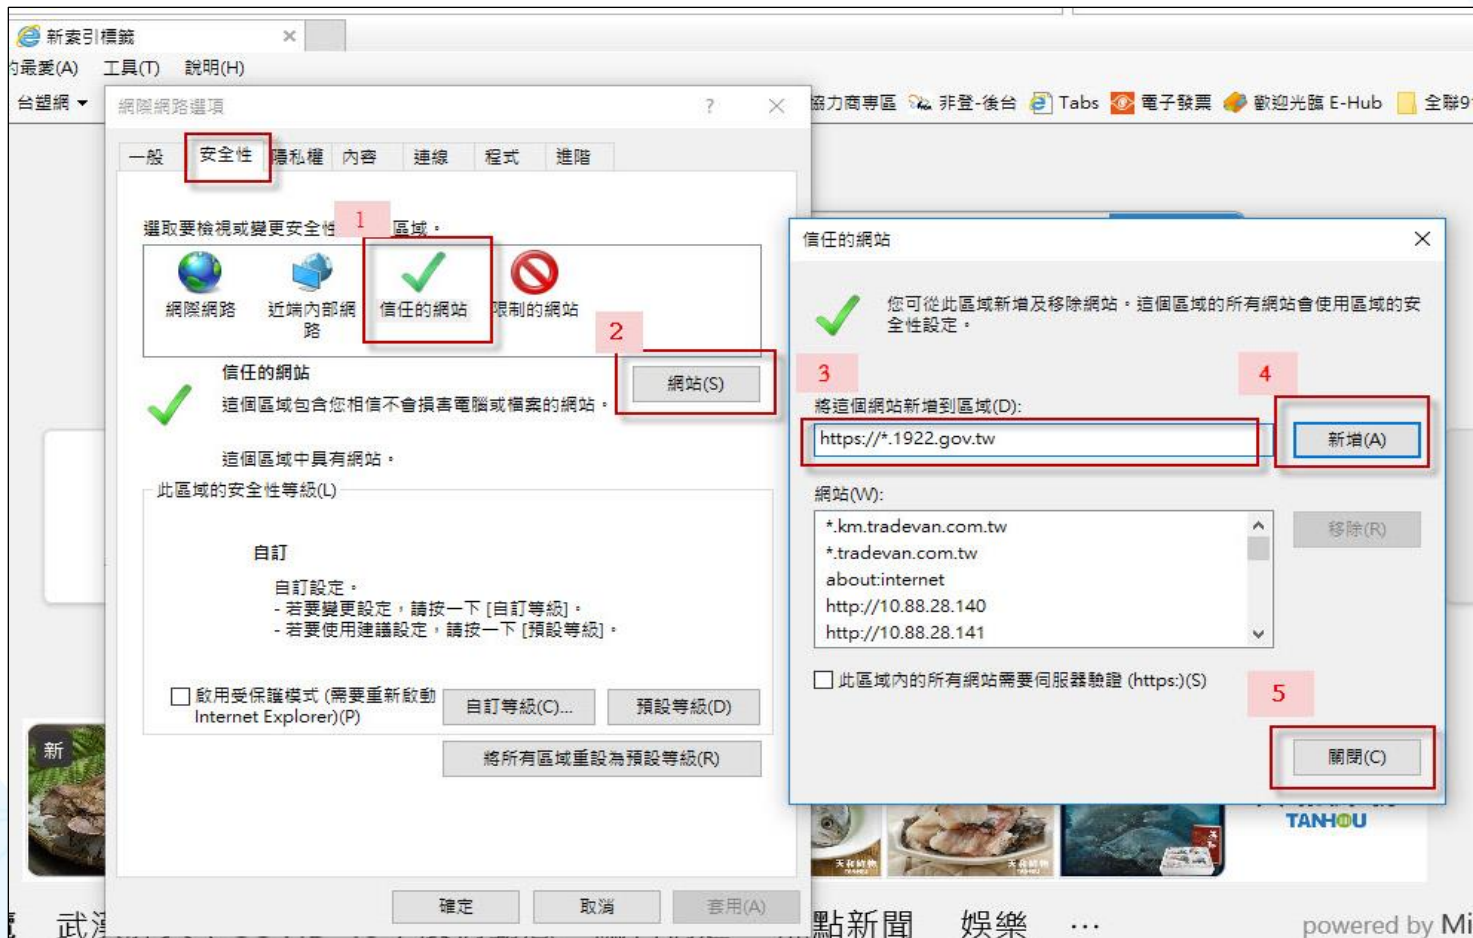 新索引標籤
的最愛(A) 工具(T) 說明(H)
台塑網
協力商專區 非登-後台 Tabs 電子發票 歡迎光臨 E-Hub 全聯
網際網路選項
一般 安全性 隱私權 內容 連線 程式 進階
選取要檢視或變更安全性 區域。
1
網際網路 近端內部網路 信任的網站 限制的網站
2
信任的網站
網站(S)
這個區域包含您相信不會損害電腦或檔案的網站。
這個區域中具有網站。
此區域的安全性等級(L)
自訂
自訂設定。
- 若要變更設定，請按一下 [自訂等級]。
- 若要使用建議設定，請按一下 [預設等級]。
啟用受保護模式 (需要重新啟動
Internet Explorer)(P)
自訂等級(C)... 預設等級(D)
將所有區域重設為預設等級(R)
確定 取消 套用(A)
信任的網站
您可從此區域新增及移除網站。這個區域的所有網站會使用區域的安
全性設定。
3
4
將這個網站新增到區域(D):
https://*.1922.gov.tw
新增(A)
網站(W):
*.km.tradevan.com.tw
*.tradevan.com.tw
about:internet
http://10.88.28.140
http://10.88.28.141
移除(R)
此區域內的所有網站需要伺服器驗證 (https:)(S)
5
關閉(C)
新
天和鮮物
天和鮮物
TANHOU
點新聞 娛樂 …
powered by Mi